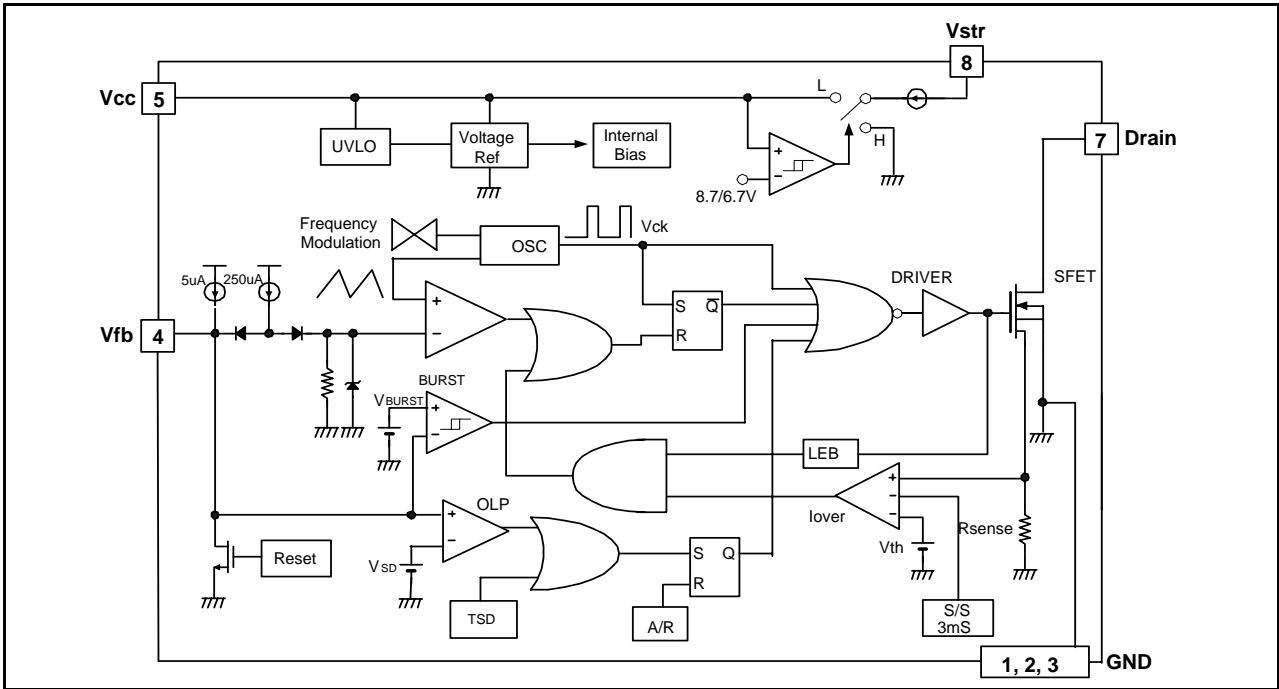 Vstr
8
Vcc
5
L
7
Drain
UVLO
Voltage
Ref
Internal
Bias
H
+
−
8.7/6.7V
Frequency
Modulation
OSC
Vck
5uA
250uA
DRIVER
SFET
+
−
S
Q
R
Vfb
4
BURST
VBURST
+
−
LEB
OLP
+
−
+
−
−
Iover
Rsense
Vth
VSD
S
Q
R
Reset
TSD
A/R
S/S
3mS
1, 2, 3
GND